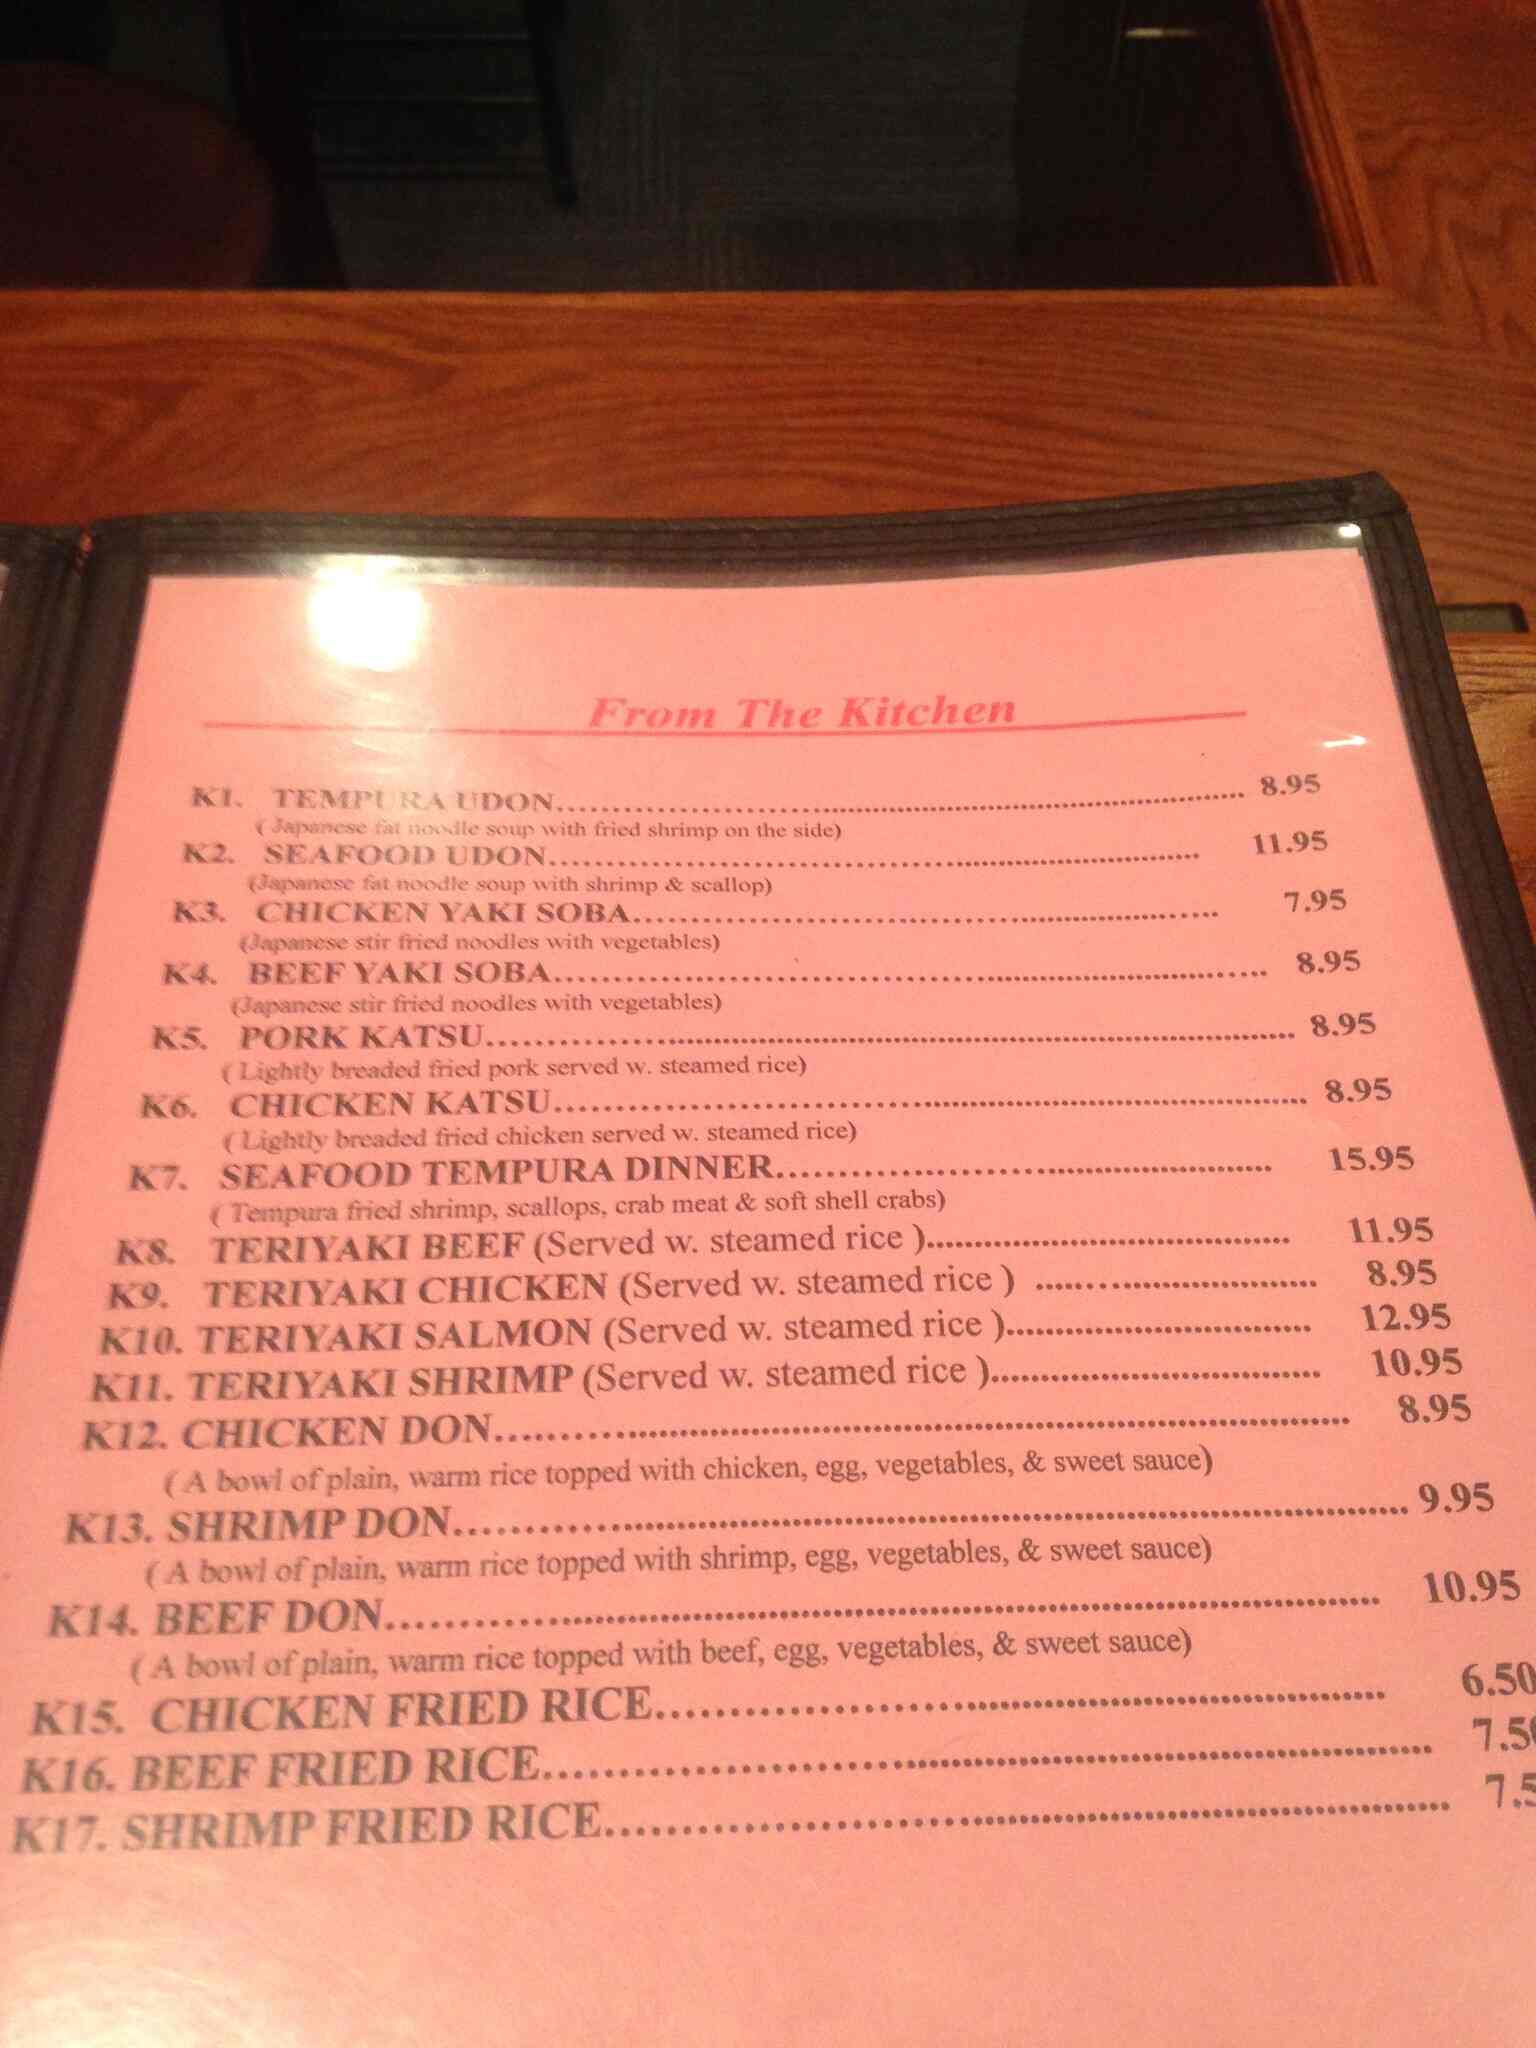 From The Kitchen
K1. TEMPURA UDON 8.95
( Japanese fat noodle soup with fried shrimp on the side)
K2. SEAFOOD UDON 11.95
(Japanese fat noodle soup with shrimp & scallop)
K3. CHICKEN YAKI SOBA 7.95
(Japanese stir fried noodles with vegetables)
K4. BEEF YAKI SOBA 8.95
(Japanese stir fried noodles with vegetables)
K5. PORK KATSU 8.95
( Lightly breaded fried pork served w. steamed rice)
K6. CHICKEN KATSU 8.95
( Lightly breaded fried chicken served w. steamed rice)
K7. SEAFOOD TEMPURA DINNER 15.95
( Tempura fried shrimp, scallops, crab meat & soft shell crabs)
K8. TERIYAKI BEEF (Served w. steamed rice ) 11.95
K9. TERIYAKI CHICKEN (Served w. steamed rice ) 8.95
K10. TERIYAKI SALMON (Served w. steamed rice ) 12.95
K11. TERIYAKI SHRIMP (Served w. steamed rice ) 10.95
K12. CHICKEN DON 8.95
( A bowl of plain, warm rice topped with chicken, egg, vegetables, & sweet sauce)
K13. SHRIMP DON 9.95
( A bowl of plain, warm rice topped with shrimp, egg, vegetables, & sweet sauce)
K14. BEEF DON 10.95
( A bowl of plain, warm rice topped with beef, egg, vegetables, & sweet sauce)
K15. CHICKEN FRIED RICE 6.50
K16. BEEF FRIED RICE 7.50
K17. SHRIMP FRIED RICE 7.5